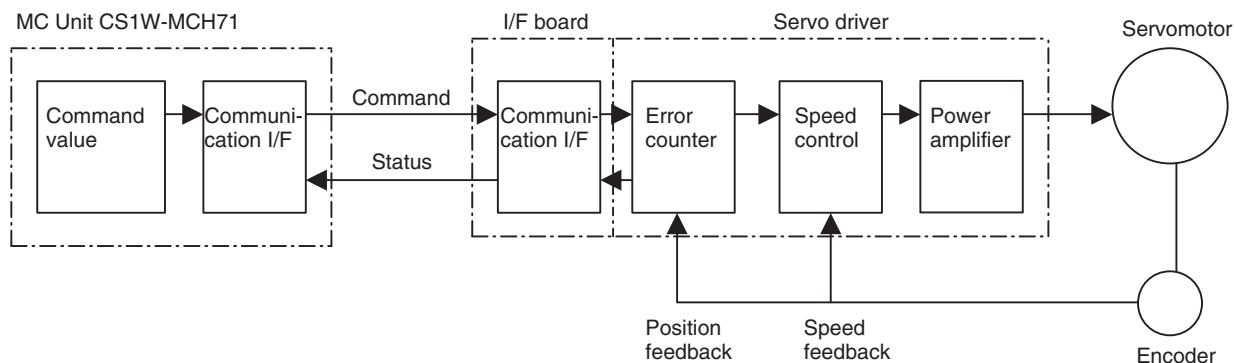 MC Unit CS1W-MCH71
I/F board
Servo driver
Servomotor
Command
value
Communi-
cation I/F
Command
Status
Communi-
cation I/F
Error
counter
Speed
control
Power
amplifier
Position
feedback
Speed
feedback
Encoder